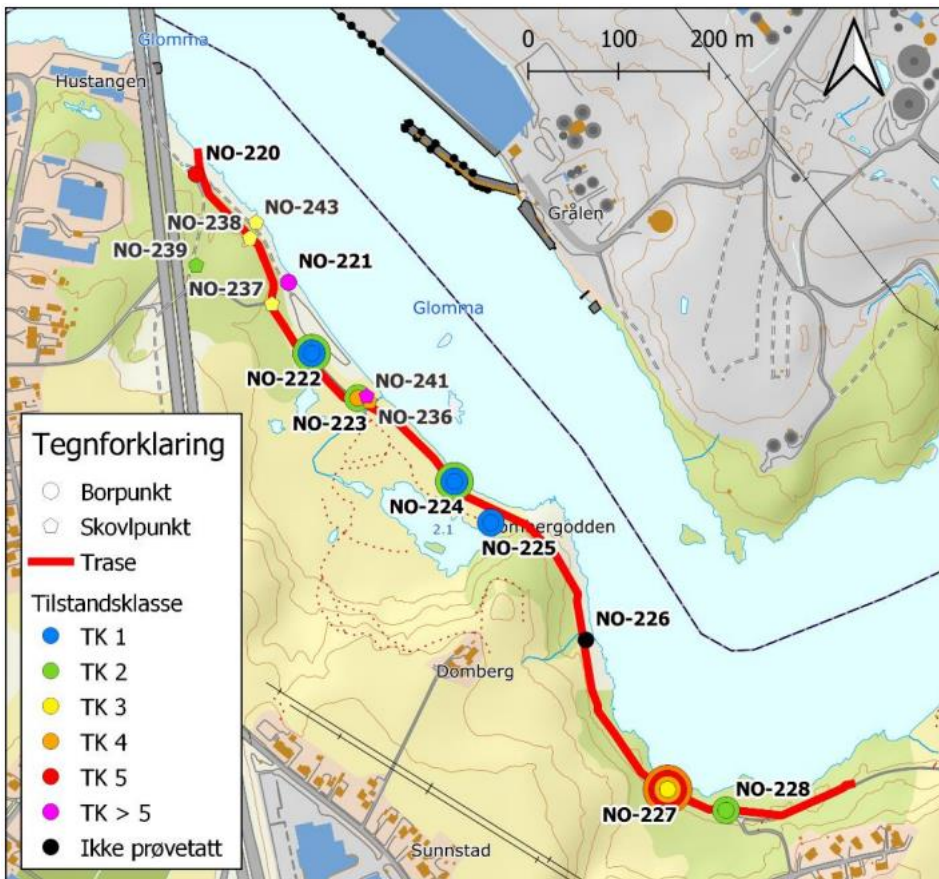 Glomma
0 100 200 m
Hustangen
NO-220
NO-238
NO-243
Grålen
NO-239
NO-221
NO-237
Glomma
NO-222
NO-241
NO-236
NO-223
NO-224
2.1
NO-225
NO-226
Domberg
NO-227
NO-228
Sunnstad
Tegnforklaring
Borpunkt
Skovlpunkt
Trase
Tilstandsklasse
TK 1
TK 2
TK 3
TK 4
TK 5
TK > 5
Ikke prøvetatt